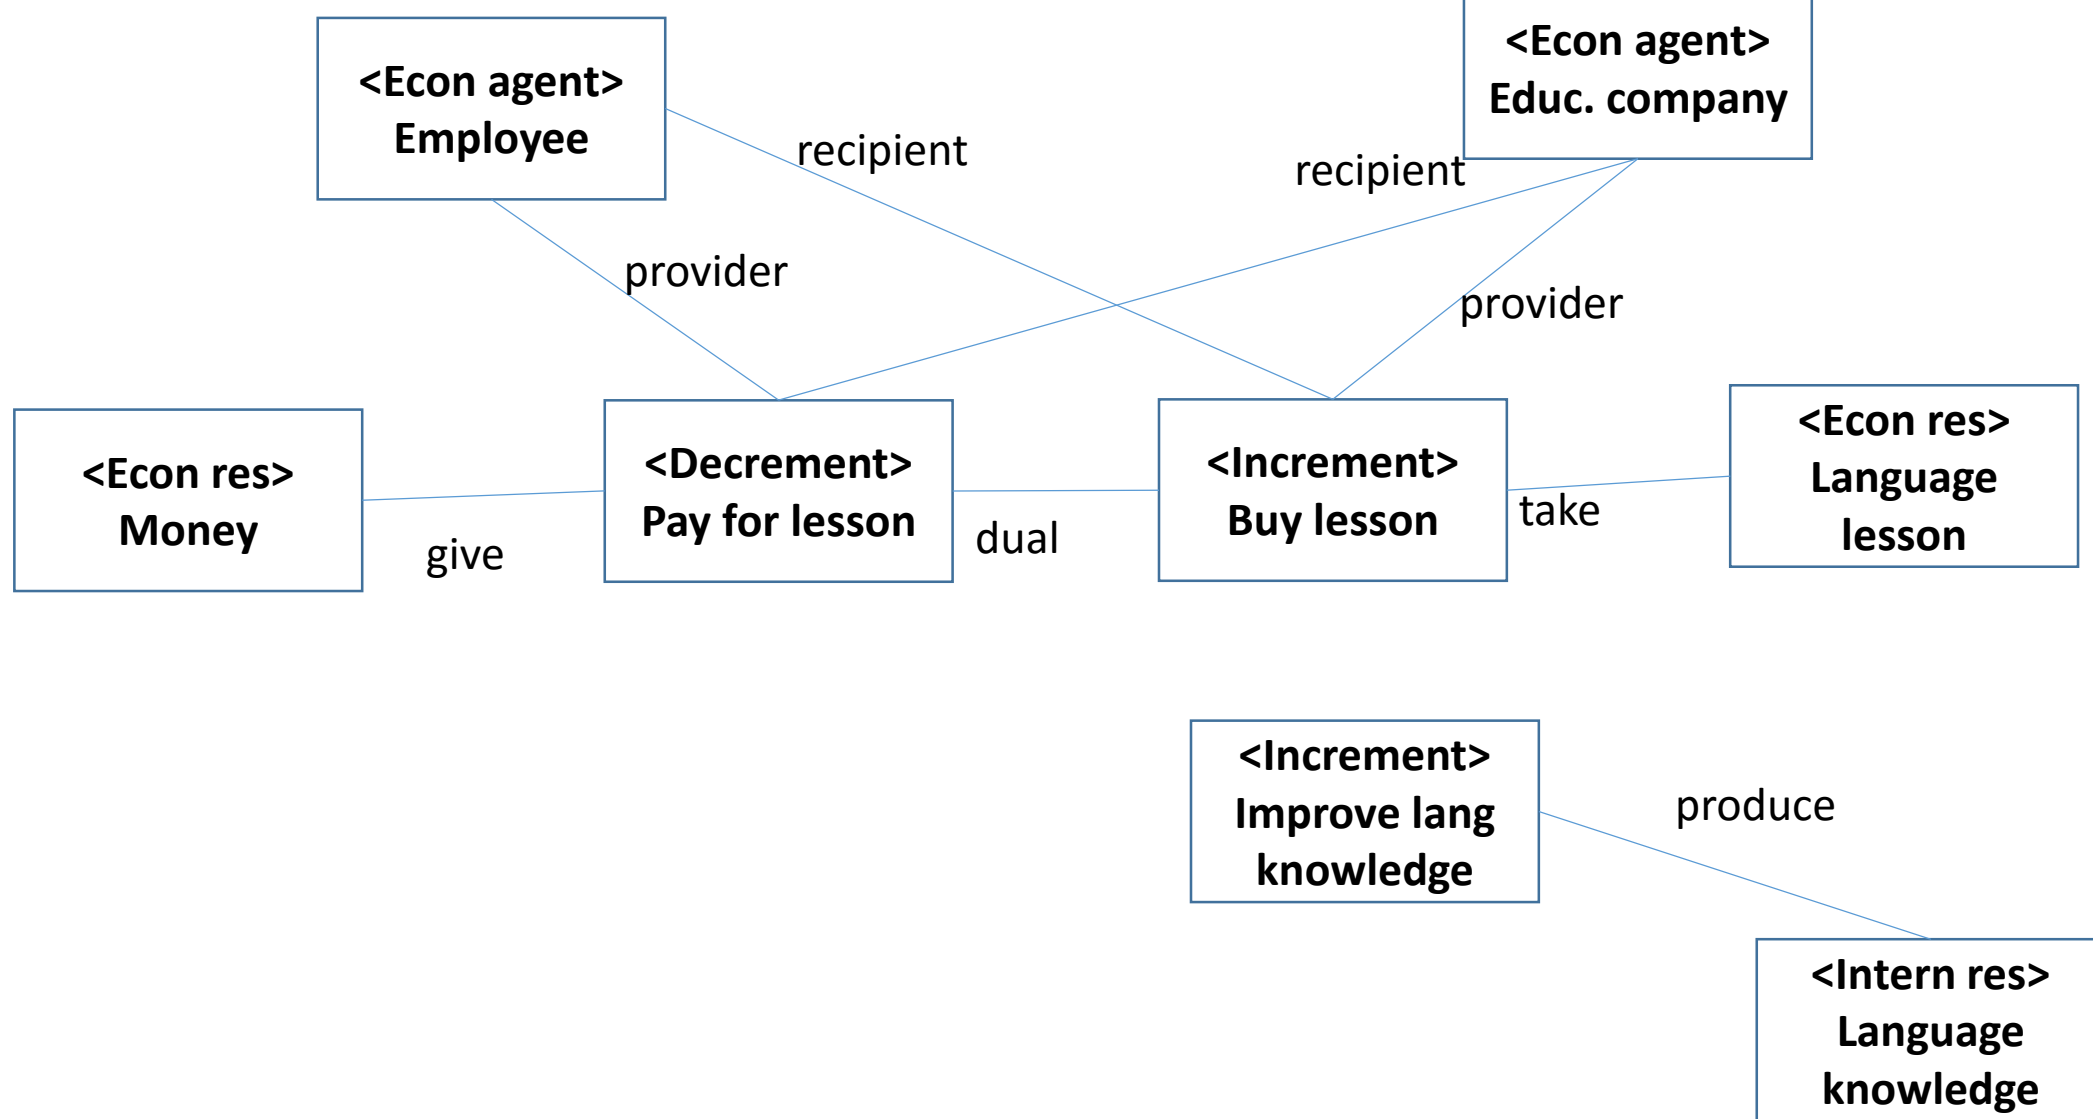 <Econ agent>
Employee
<Econ agent>
Educ. company
recipient
recipient
provider
provider
<Econ res>
Money
give
<Decrement>
Pay for lesson
dual
<Increment>
Buy lesson
take
<Econ res>
Language
lesson
<Increment>
Improve lang
knowledge
produce
<Intern res>
Language
knowledge